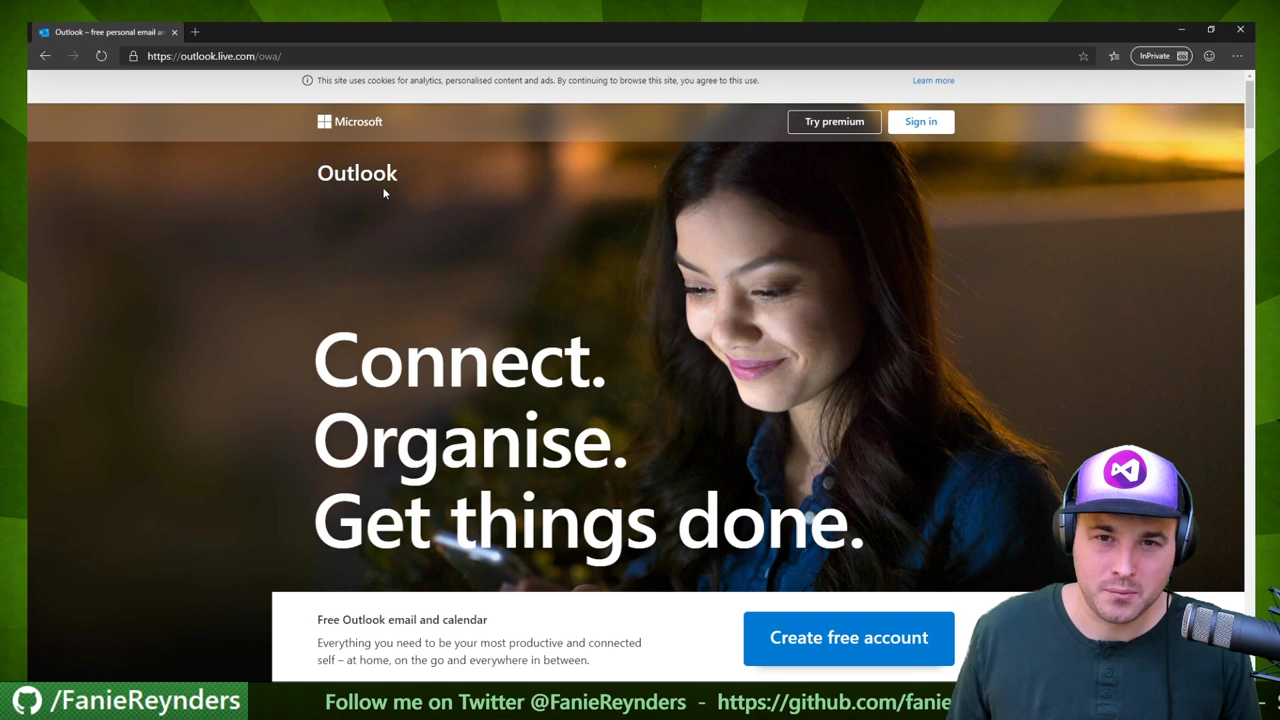 Outlook – free personal email an
https://outlook.live.com/owa/
InPrivate
This site uses cookies for analytics, personalised content and ads. By continuing to browse this site, you agree to this use.
Learn more
Microsoft
Try premium
Sign in
Outlook
Connect.
Organise.
Get things done.
Free Outlook email and calendar
Everything you need to be your most productive and connected
self – at home, on the go and everywhere in between.
Create free account
/FanieReynders
Follow me on Twitter @FanieReynders - https://github.com/fanie